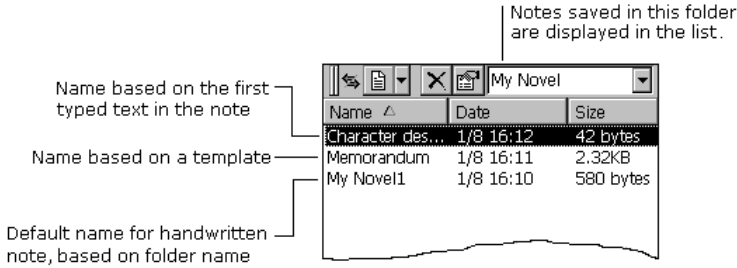 Notes saved in this folder
are displayed in the list.
My Novel
Name based on the first
typed text in the note
Name Date Size
Character des... 1/8 16:12 42 bytes
Name based on a template
Memorandum 1/8 16:11 2.32KB
My Novel1 1/8 16:10 580 bytes
Default name for handwritten
note, based on folder name